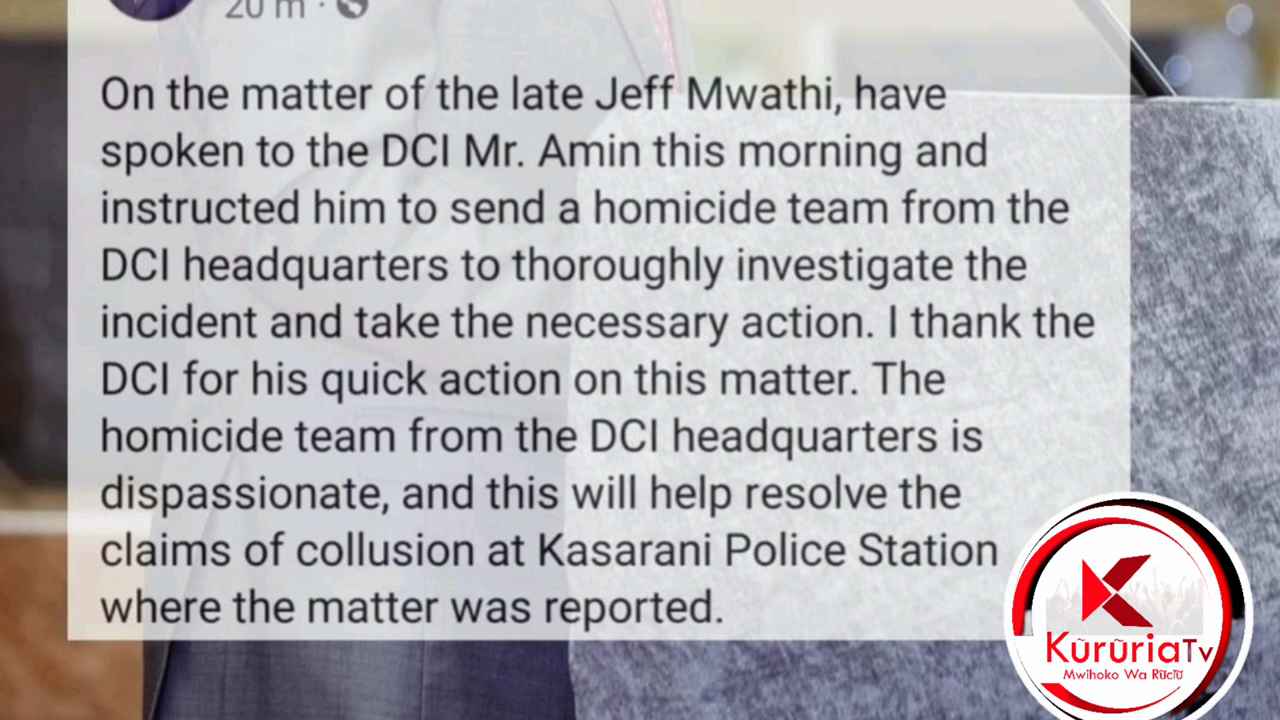 20 m ·
On the matter of the late Jeff Mwathi, have
spoken to the DCI Mr. Amin this morning and
instructed him to send a homicide team from the
DCI headquarters to thoroughly investigate the
incident and take the necessary action. I thank the
DCI for his quick action on this matter. The
homicide team from the DCI headquarters is
dispassionate, and this will help resolve the
claims of collusion at Kasarani Police Station
where the matter was reported.
K
KũrũriaTv
Mwihoko Wa Rũciũ